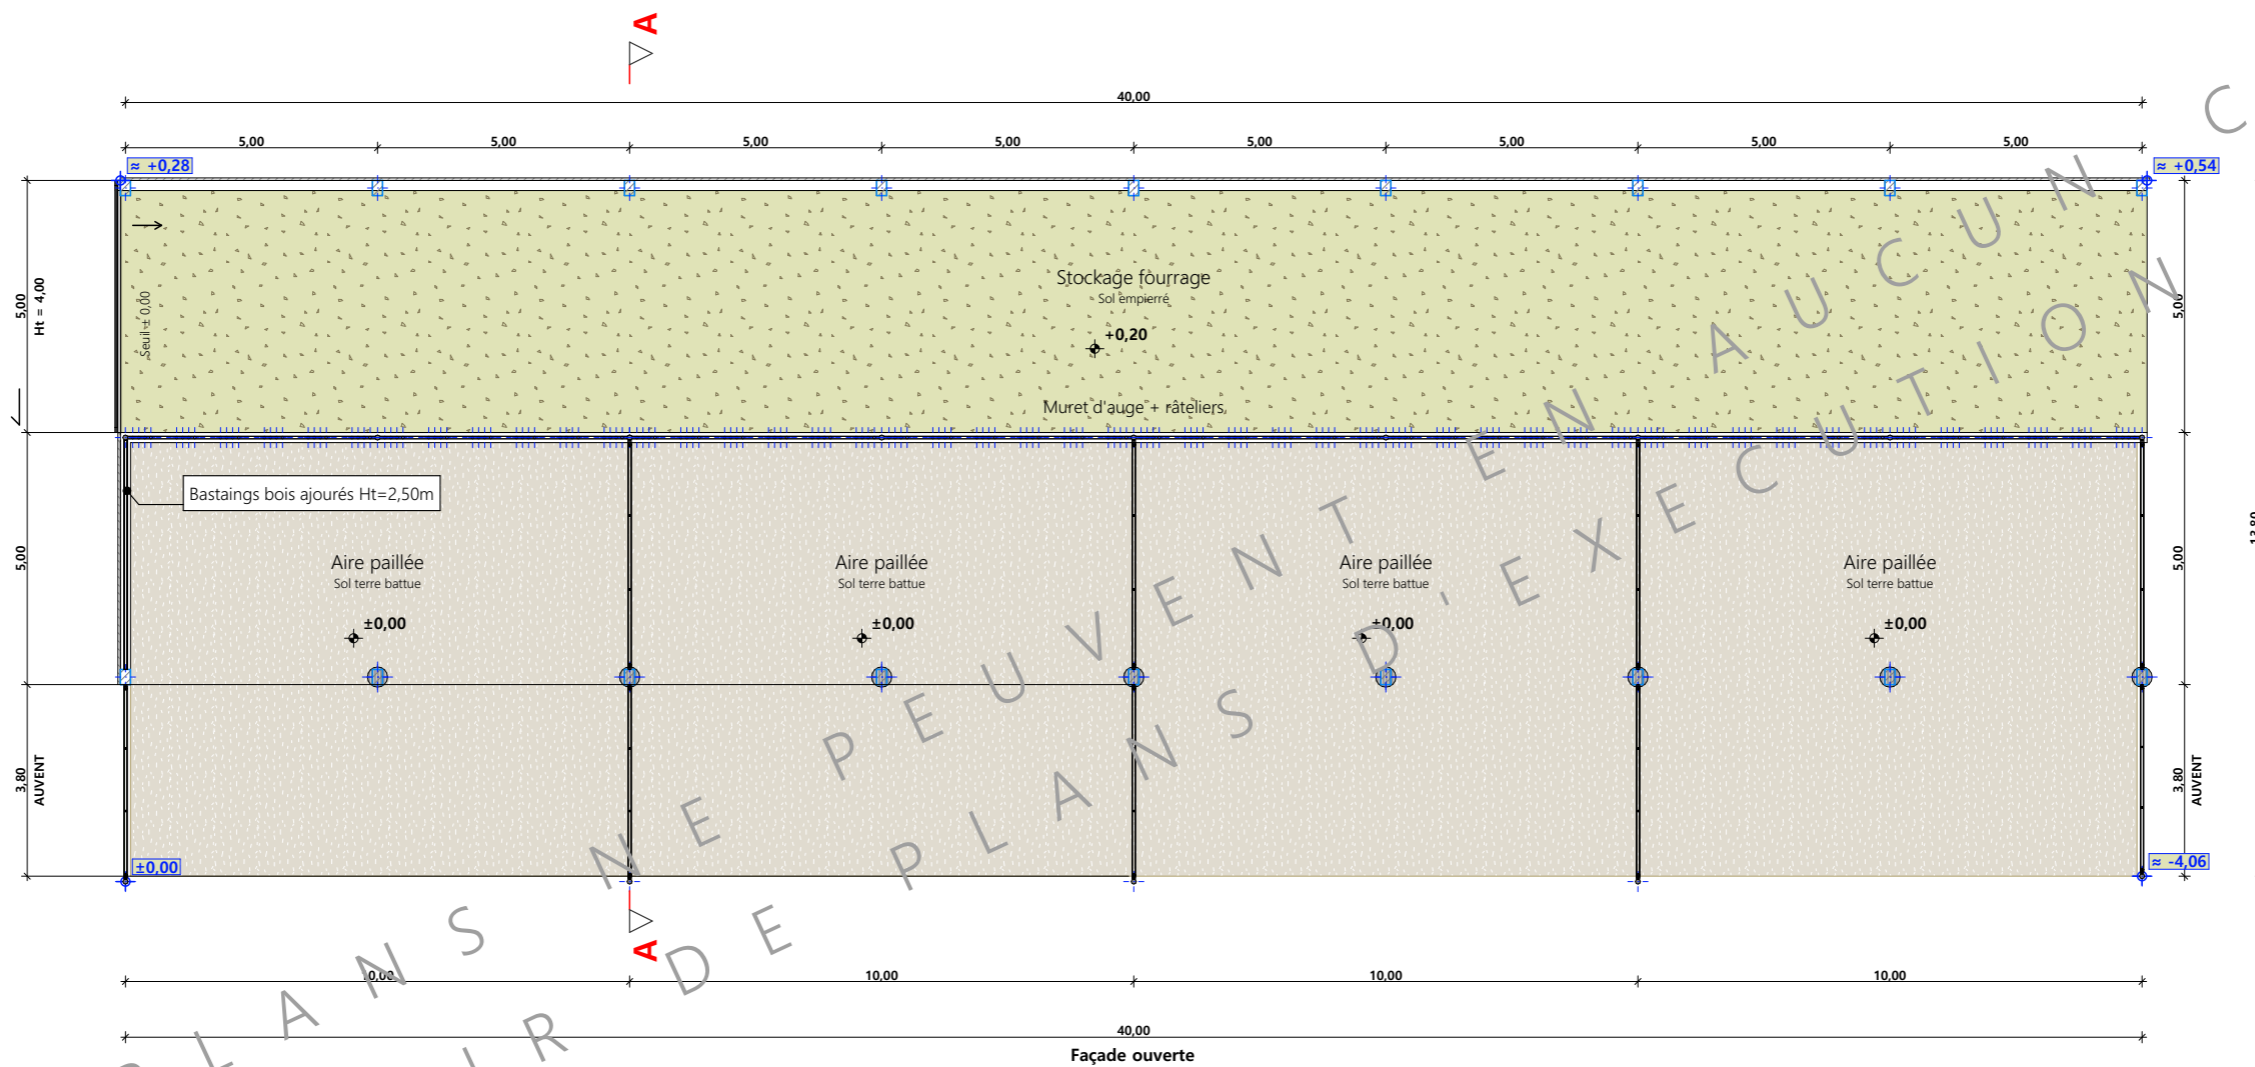 A
40,00
5,00 5,00 5,00 5,00 5,00 5,00 5,00 5,00
≈ +0,28
≈ +0,54
5,00
Ht = 4,00
Seuil ± 0,00
Stockage fourrage
Sol empierré
+0,20
Muret d'auge + râteliers
5,00
Bastaings bois ajourés Ht=2,50m
5,00
Aire paillée
Sol terre battue
±0,00
Aire paillée
Sol terre battue
±0,00
Aire paillée
Sol terre battue
±0,00
Aire paillée
Sol terre battue
±0,00
5,00
13,80
3,80
AUVENT
3,80
AUVENT
±0,00
≈ -4,06
A
10,00 10,00 10,00 10,00
40,00
Façade ouverte
PLANS NE PEUVENT EN AUCUN C
IR DE PLANS D'EXECUTION